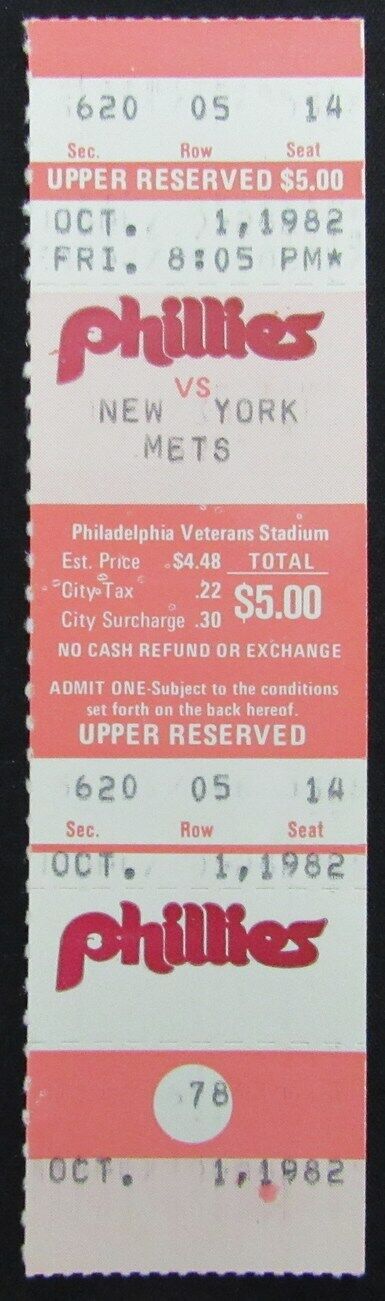 620 05 14
Sec. Row Seat
UPPER RESERVED $5.00
OCT. 1,1982
FRI. 8:05 PM*
phillies
VS
NEW YORK
METS
Philadelphia Veterans Stadium
Est. Price $4.48 TOTAL
City Tax .22 $5.00
City Surcharge .30
NO CASH REFUND OR EXCHANGE
ADMIT ONE-Subject to the conditions
set forth on the back hereof.
UPPER RESERVED
620 05 14
Sec. Row Seat
OCT. 1,1982
phillies
78
OCT. 1,1982